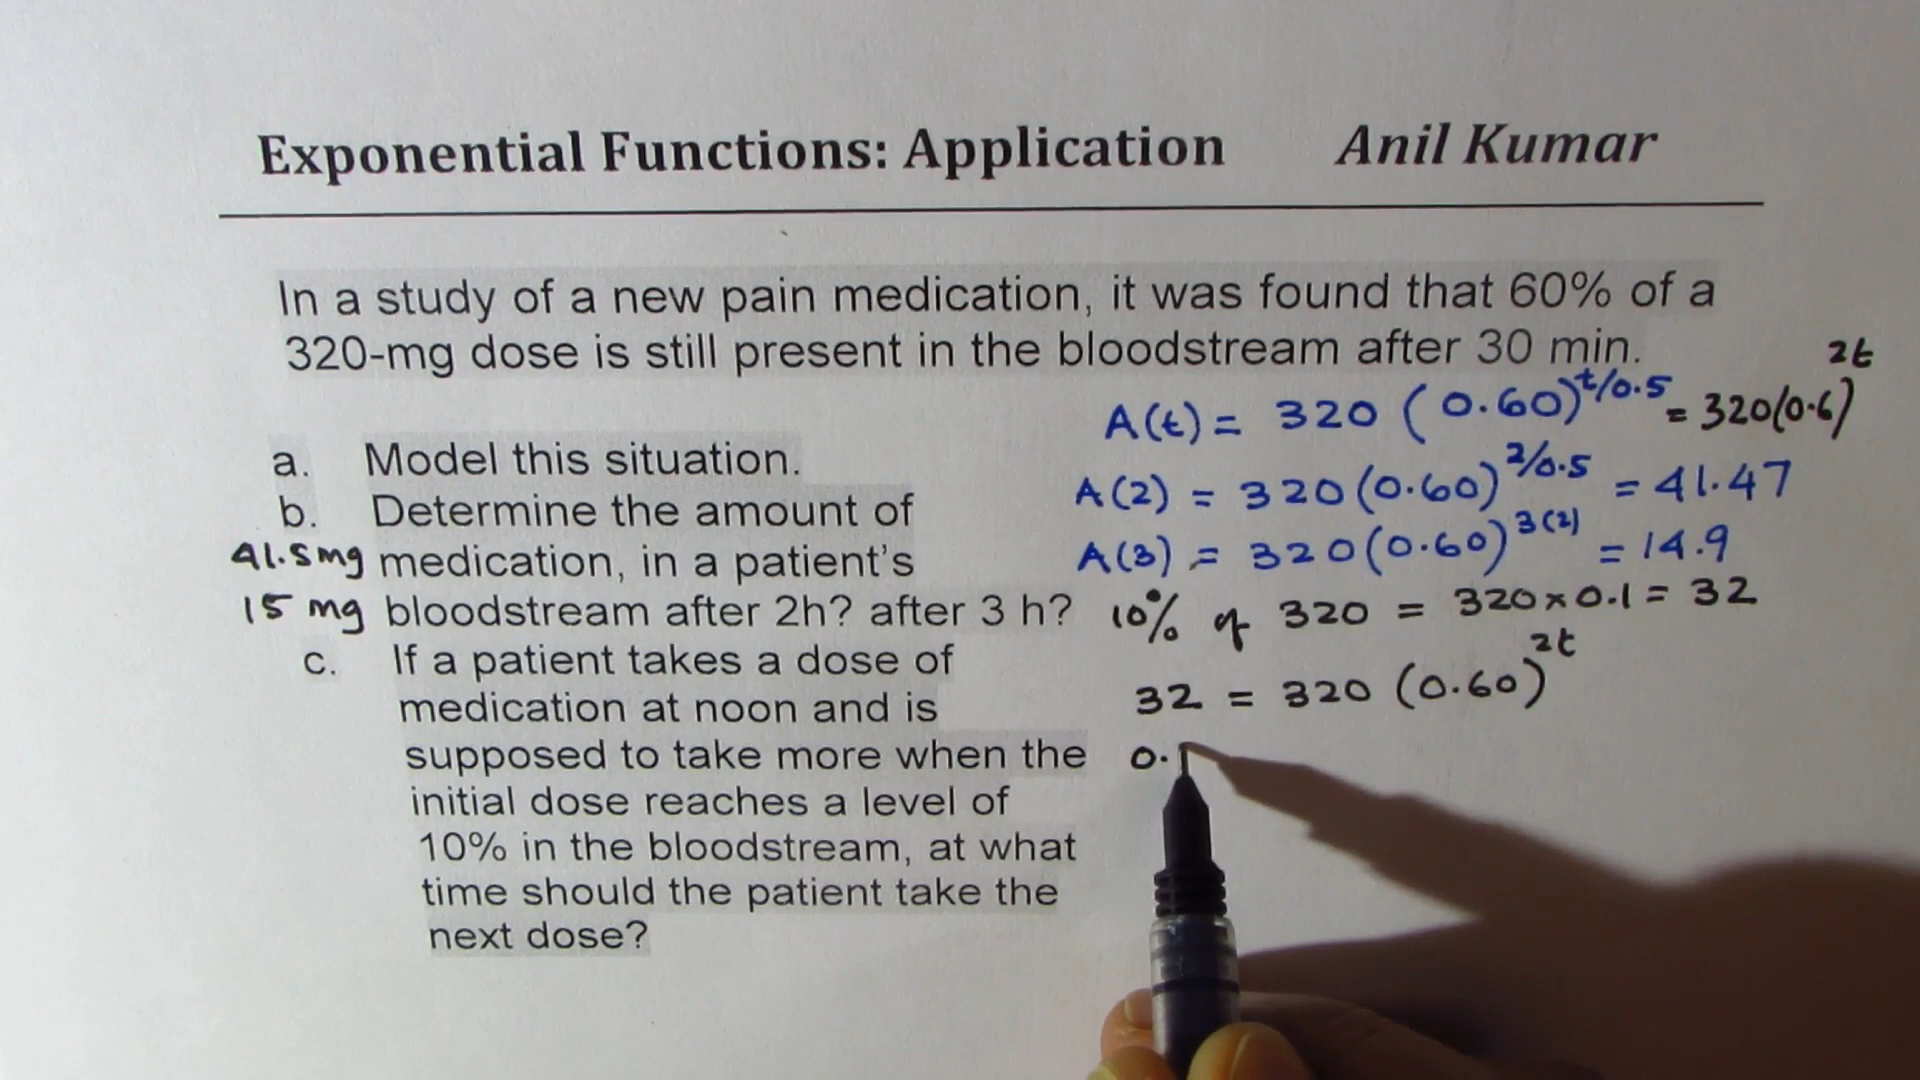 Exponential Functions: Application Anil Kumar
In a study of a new pain medication, it was found that 60% of a
320-mg dose is still present in the bloodstream after 30 min.
A(t) = 320 (0.60)^t/0.5 = 320(0.6)^2t
a. Model this situation.
A(2) = 320(0.60)^2/0.5 = 41.47
b. Determine the amount of
41.5mg medication, in a patient's
A(3) = 320(0.60)^3(2) = 14.9
15 mg bloodstream after 2h? after 3 h?
10% of 320 = 320×0.1 = 32
c. If a patient takes a dose of
medication at noon and is
32 = 320 (0.60)^2t
supposed to take more when the
0.1
initial dose reaches a level of
10% in the bloodstream, at what
time should the patient take the
next dose?